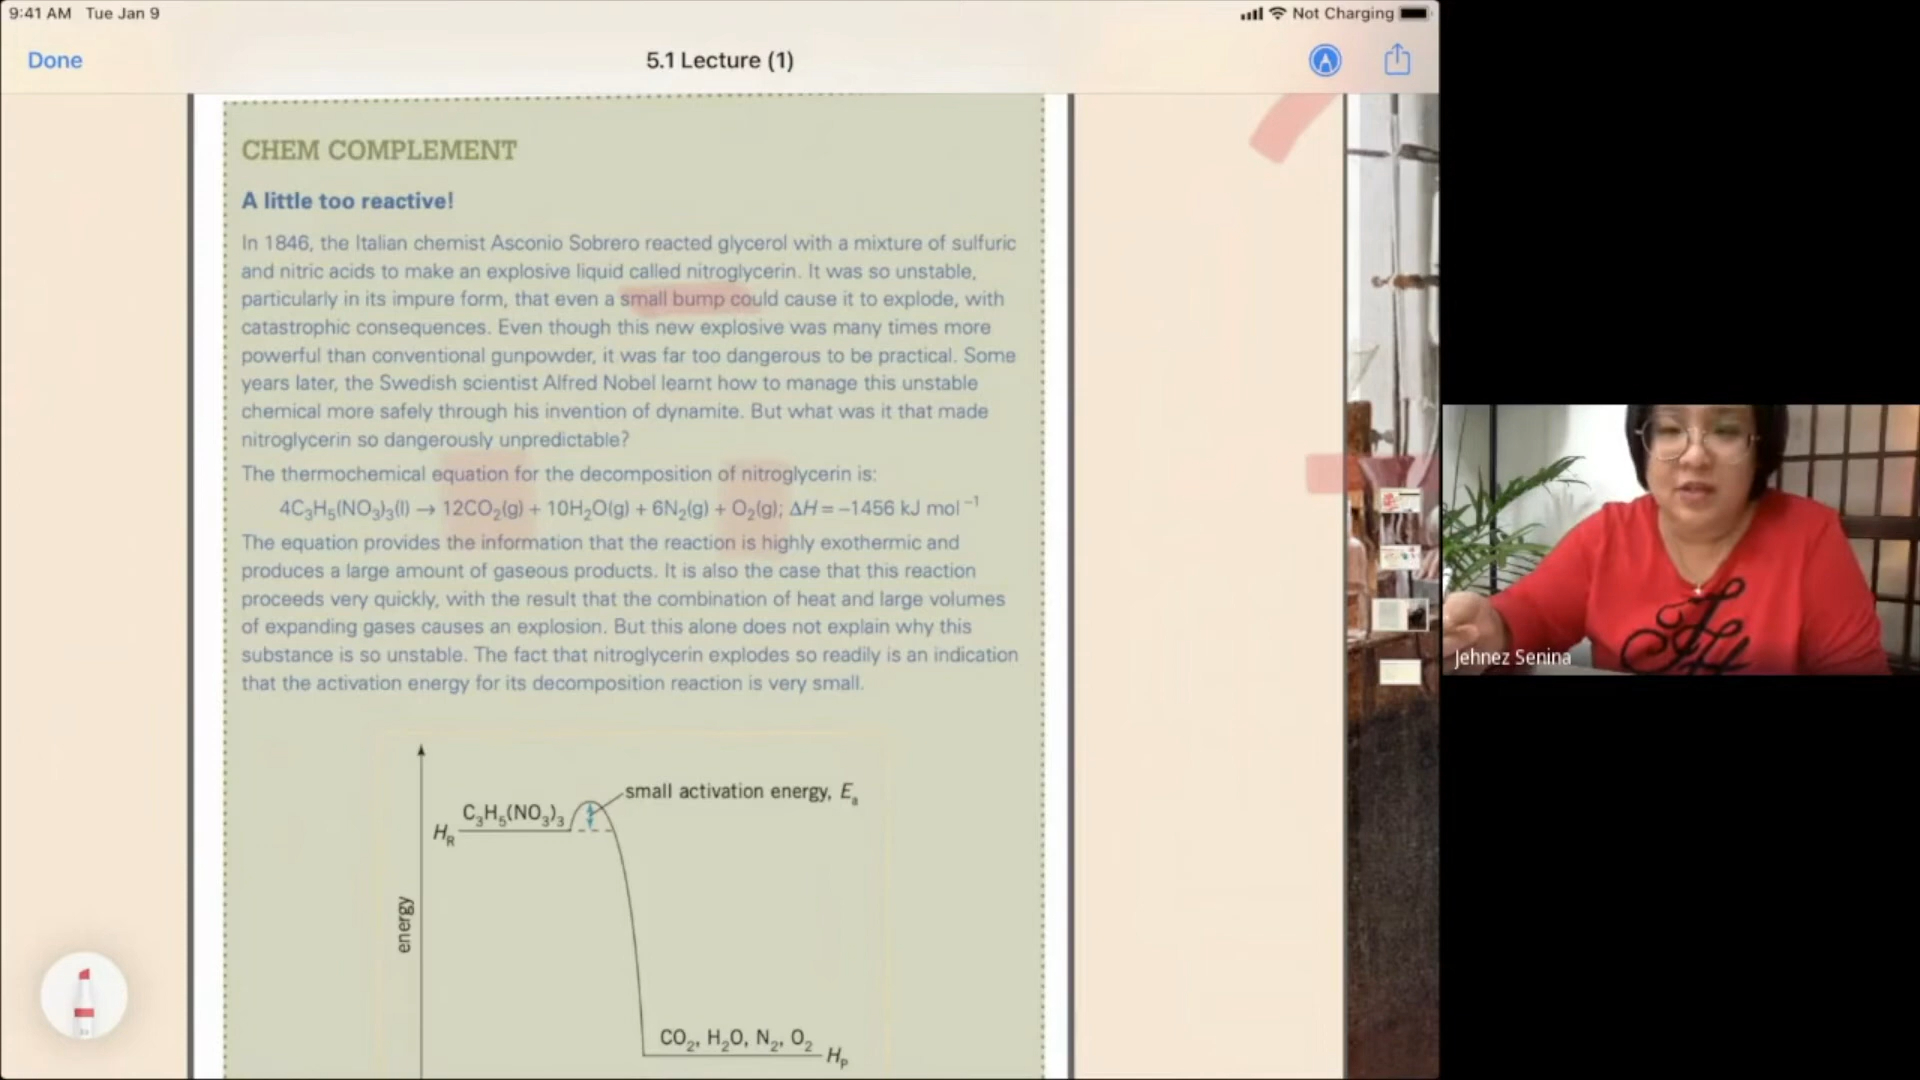 9:41 AM Tue Jan 9
Not Charging
Done
5.1 Lecture (1)
CHEM COMPLEMENT
A little too reactive!
In 1846, the Italian chemist Asconio Sobrero reacted glycerol with a mixture of sulfuric
and nitric acids to make an explosive liquid called nitroglycerin. It was so unstable,
particularly in its impure form, that even a small bump could cause it to explode, with
catastrophic consequences. Even though this new explosive was many times more
powerful than conventional gunpowder, it was far too dangerous to be practical. Some
years later, the Swedish scientist Alfred Nobel learnt how to manage this unstable
chemical more safely through his invention of dynamite. But what was it that made
nitroglycerin so dangerously unpredictable?
The thermochemical equation for the decomposition of nitroglycerin is:
4C₃H₅(NO₃)₃(l) → 12CO₂(g) + 10H₂O(g) + 6N₂(g) + O₂(g); ΔH = −1456 kJ mol⁻¹
The equation provides the information that the reaction is highly exothermic and
produces a large amount of gaseous products. It is also the case that this reaction
proceeds very quickly, with the result that the combination of heat and large volumes
of expanding gases causes an explosion. But this alone does not explain why this
substance is so unstable. The fact that nitroglycerin explodes so readily is an indication
that the activation energy for its decomposition reaction is very small.
small activation energy, Eₐ
C₃H₅(NO₃)₃
H_R
energy
CO₂, H₂O, N₂, O₂
H_P
Jehnez Senina